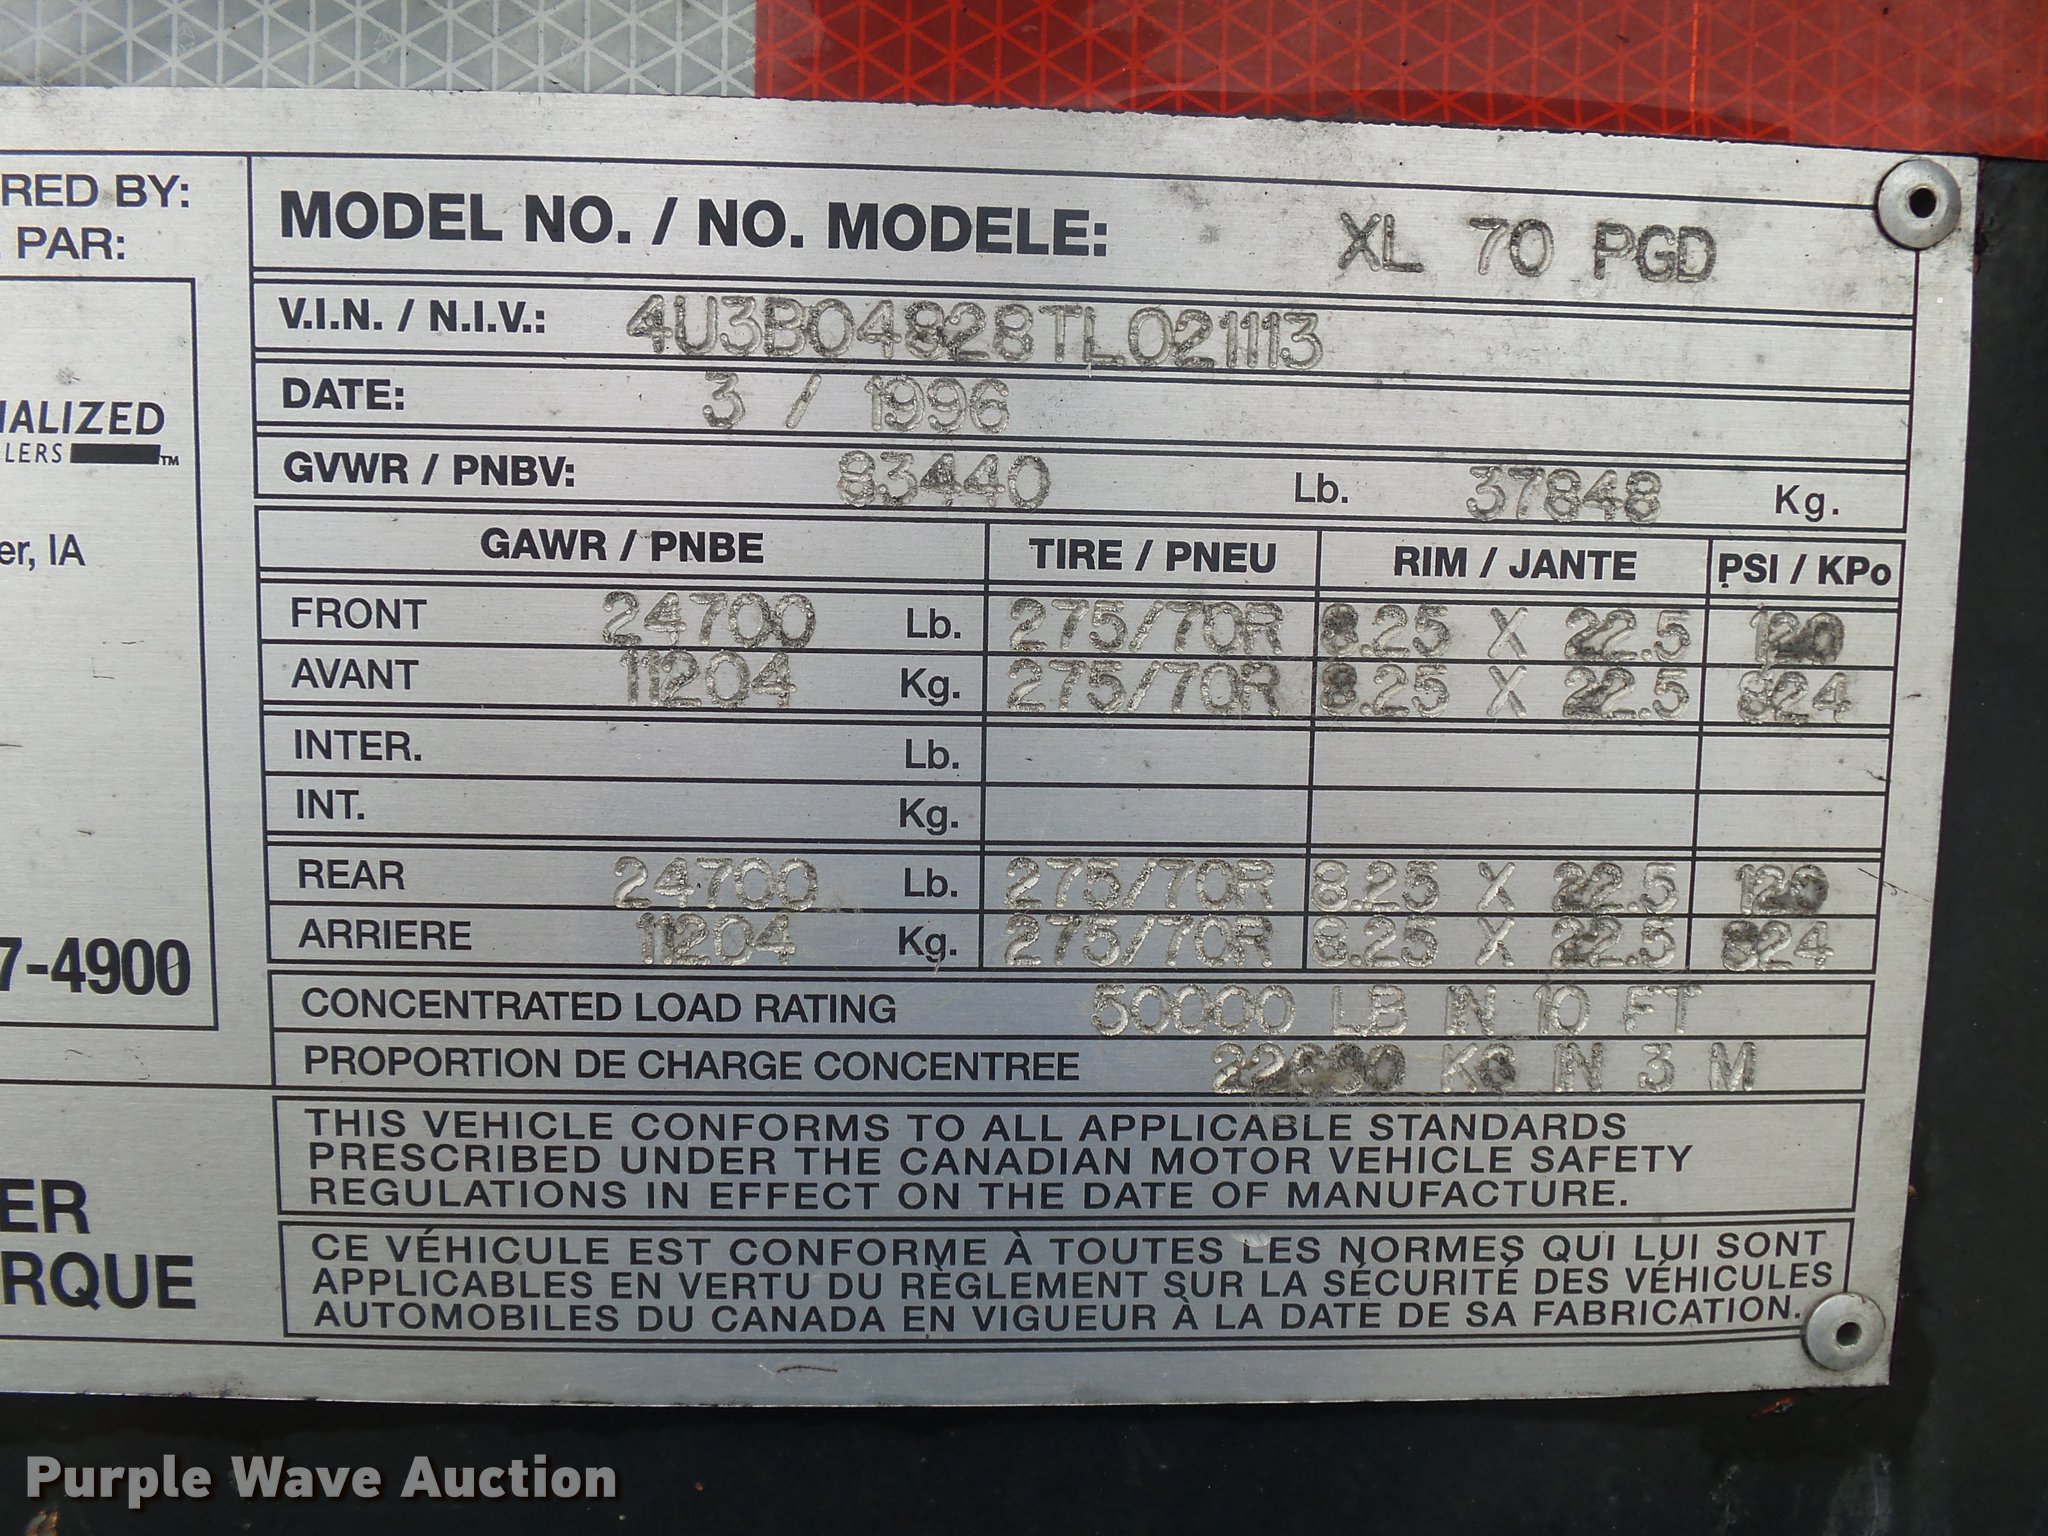 RED BY:
PAR:
IALIZED
LERS ™
er, IA
7-4900
ER
RQUE
MODEL NO. / NO. MODELE: XL 70 PGD
V.I.N. / N.I.V.: 4U3B04828TL021113
DATE: 3 / 1996
GVWR / PNBV: 83440 Lb. 37848 Kg.
GAWR / PNBE TIRE / PNEU RIM / JANTE PSI / KPo
FRONT 24700 Lb. 275/70R 8.25 X 22.5 120
AVANT 11204 Kg. 275/70R 8.25 X 22.5 824
INTER. Lb.
INT. Kg.
REAR 24700 Lb. 275/70R 8.25 X 22.5 120
ARRIERE 11204 Kg. 275/70R 8.25 X 22.5 824
CONCENTRATED LOAD RATING 50000 LB IN 10 FT
PROPORTION DE CHARGE CONCENTREE KG IN 3 M
THIS VEHICLE CONFORMS TO ALL APPLICABLE STANDARDS
PRESCRIBED UNDER THE CANADIAN MOTOR VEHICLE SAFETY
REGULATIONS IN EFFECT ON THE DATE OF MANUFACTURE.
CE VÉHICULE EST CONFORME À TOUTES LES NORMES QUI LUI SONT
APPLICABLES EN VERTU DU RÈGLEMENT SUR LA SÉCURITÉ DES VÉHICULES
AUTOMOBILES DU CANADA EN VIGUEUR À LA DATE DE SA FABRICATION.
Purple Wave Auction